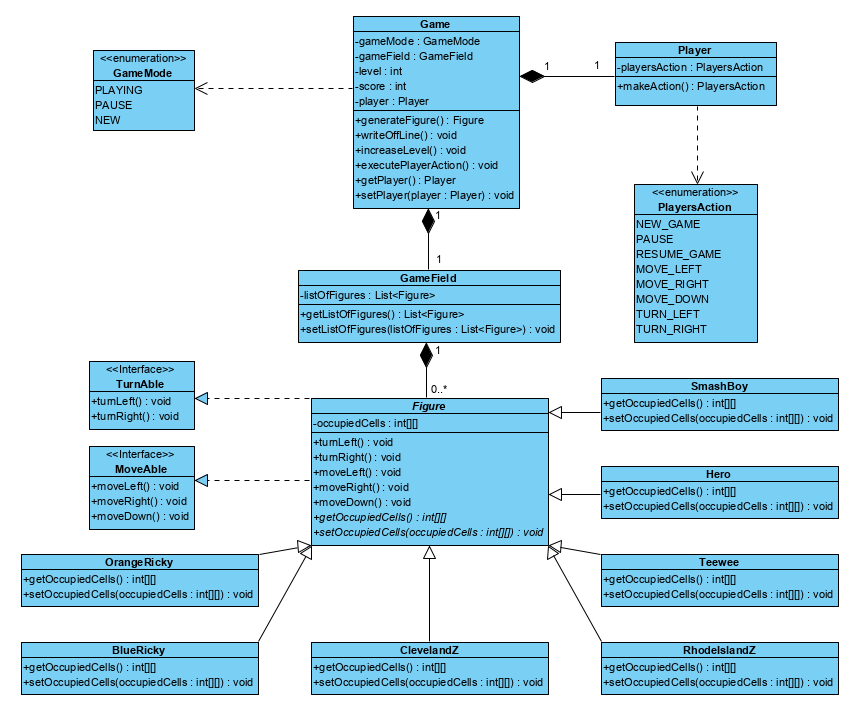 Game
-gameMode : GameMode
-gameField : GameField
-level : int
-score : int
-player : Player
+generateFigure() : Figure
+writeOffLine() : void
+increaseLevel() : void
+executePlayerAction() : void
+getPlayer() : Player
+setPlayer(player : Player) : void
<<enumeration>>
GameMode
PLAYING
PAUSE
NEW
1
1
Player
-playersAction : PlayersAction
+makeAction() : PlayersAction
<<enumeration>>
PlayersAction
NEW_GAME
PAUSE
RESUME_GAME
MOVE_LEFT
MOVE_RIGHT
MOVE_DOWN
TURN_LEFT
TURN_RIGHT
1
1
GameField
-listOfFigures : List<Figure>
+getListOfFigures() : List<Figure>
+setListOfFigures(listOfFigures : List<Figure>) : void
1
0..*
<<Interface>>
TurnAble
+turnLeft() : void
+turnRight() : void
<<Interface>>
MoveAble
+moveLeft() : void
+moveRight() : void
+moveDown() : void
Figure
-occupiedCells : int[][]
+turnLeft() : void
+turnRight() : void
+moveLeft() : void
+moveRight() : void
+moveDown() : void
+getOccupiedCells() : int[][]
+setOccupiedCells(occupiedCells : int[][]) : void
SmashBoy
+getOccupiedCells() : int[][]
+setOccupiedCells(occupiedCells : int[][]) : void
Hero
+getOccupiedCells() : int[][]
+setOccupiedCells(occupiedCells : int[][]) : void
OrangeRicky
+getOccupiedCells() : int[][]
+setOccupiedCells(occupiedCells : int[][]) : void
Teewee
+getOccupiedCells() : int[][]
+setOccupiedCells(occupiedCells : int[][]) : void
BlueRicky
+getOccupiedCells() : int[][]
+setOccupiedCells(occupiedCells : int[][]) : void
ClevelandZ
+getOccupiedCells() : int[][]
+setOccupiedCells(occupiedCells : int[][]) : void
RhodeIslandZ
+getOccupiedCells() : int[][]
+setOccupiedCells(occupiedCells : int[][]) : void